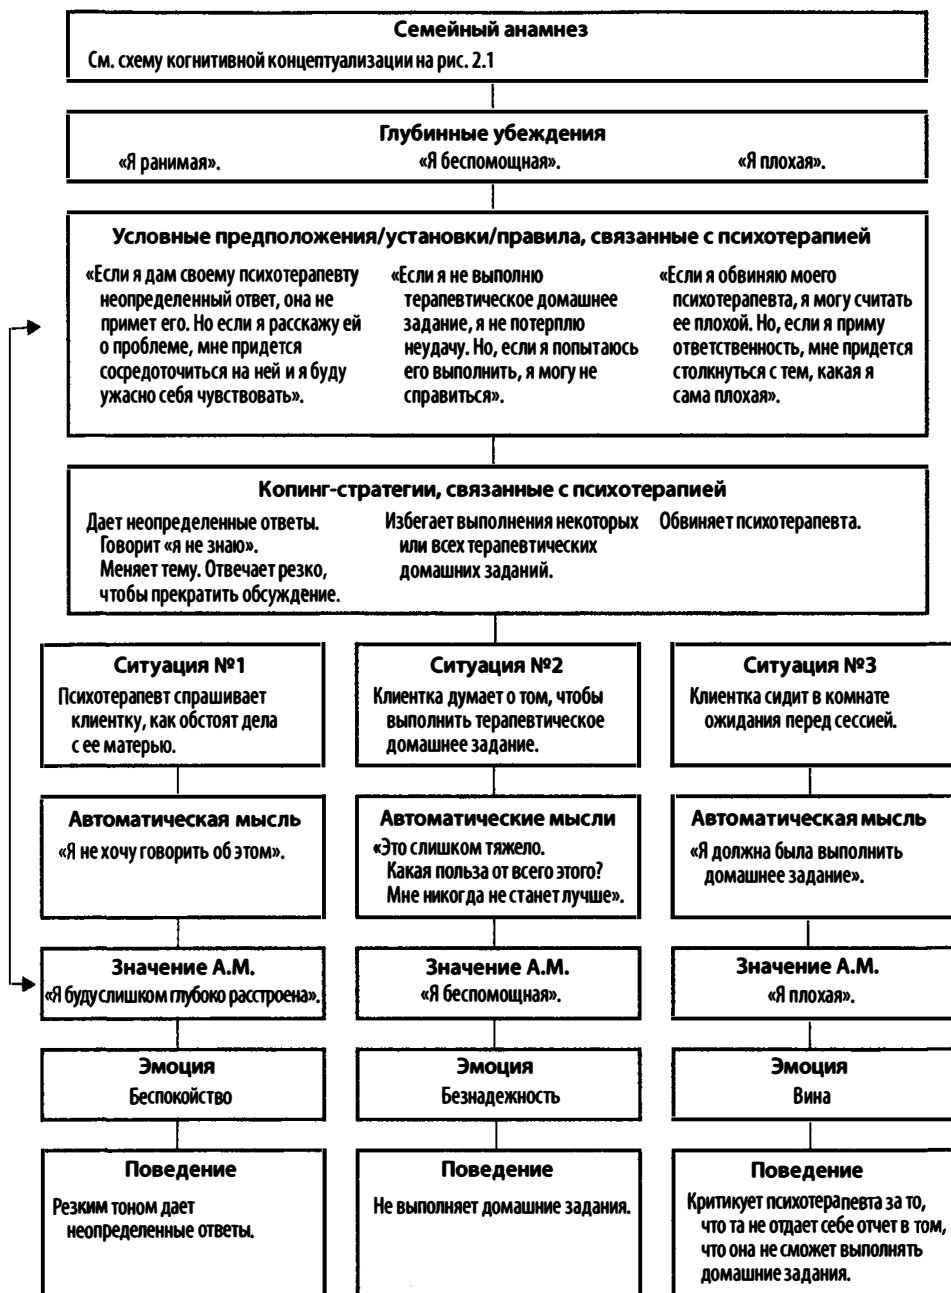 Семейный анамнез
См. схему когнитивной концептуализации на рис. 2.1
Глубинные убеждения
«Я ранимая».
«Я беспомощная».
«Я плохая».
Условные предположения/установки/правила, связанные с психотерапией
«Если я дам своему психотерапевту
неопределенный ответ, она не
примет его. Но если я расскажу ей
о проблеме, мне придется
сосредоточиться на ней и я буду
ужасно себя чувствовать».
«Если я не выполню
терапевтическое домашнее
задание, я не потерплю
неудачу. Но, если я попытаюсь
его выполнить, я могу не
справиться».
«Если я обвиняю моего
психотерапевта, я могу считать
ее плохой. Но, если я приму
ответственность, мне придется
столкнуться с тем, какая я
сама плохая».
Копинг-стратегии, связанные с психотерапией
Дает неопределенные ответы.
Говорит «я не знаю».
Меняет тему. Отвечает резко,
чтобы прекратить обсуждение.
Избегает выполнения некоторых
или всех терапевтических
домашних заданий.
Обвиняет психотерапевта.
Ситуация №1
Психотерапевт спрашивает
клиентку, как обстоят дела
с ее матерью.
Ситуация №2
Клиентка думает о том, чтобы
выполнить терапевтическое
домашнее задание.
Ситуация №3
Клиентка сидит в комнате
ожидания перед сессией.
Автоматическая мысль
«Я не хочу говорить об этом».
Автоматические мысли
«Это слишком тяжело.
Какая польза от всего этого?
Мне никогда не станет лучше».
Автоматическая мысль
«Я должна была выполнить
домашнее задание».
Значение А.М.
«Я буду слишком глубоко расстроена».
Значение А.М.
«Я беспомощная».
Значение А.М.
«Я плохая».
Эмоция
Беспокойство
Эмоция
Безнадежность
Эмоция
Вина
Поведение
Резким тоном дает
неопределенные ответы.
Поведение
Не выполняет домашние задания.
Поведение
Критикует психотерапевта за то,
что та не отдает себе отчет в том,
что она не сможет выполнять
домашние задания.